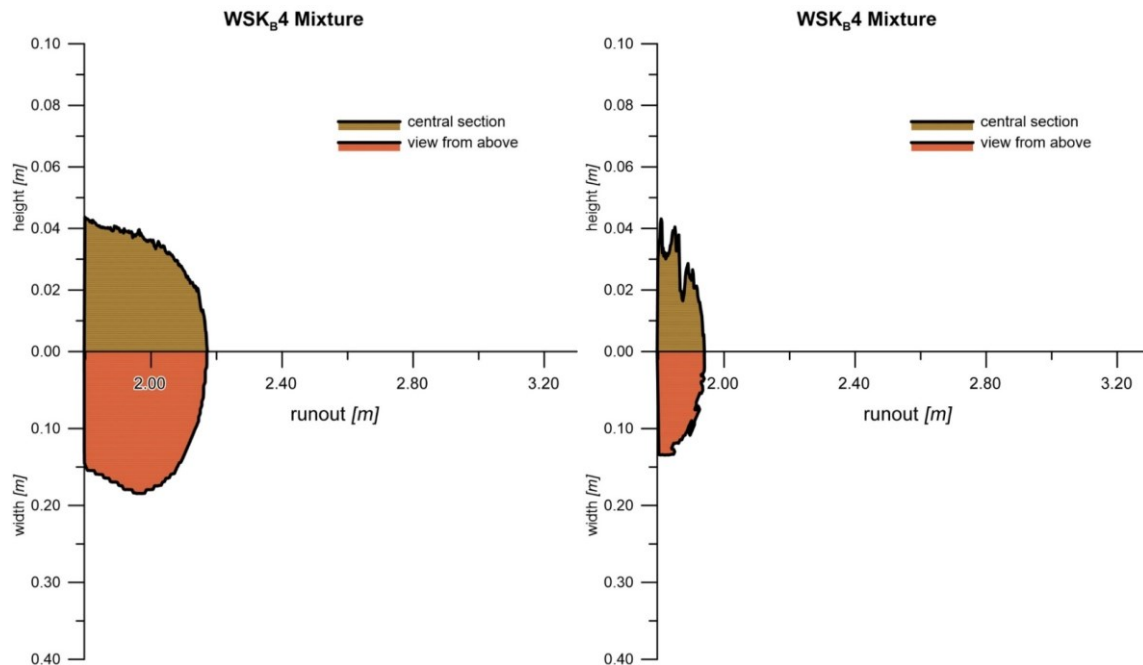 WSKB4 Mixture
0.10
0.08
0.06
0.04
0.02
0.00
0.10
0.20
0.30
0.40
height [m]
width [m]
central section
view from above
2.00
2.40
2.80
3.20
runout [m]
WSKB4 Mixture
0.10
0.08
0.06
0.04
0.02
0.00
0.10
0.20
0.30
0.40
height [m]
width [m]
central section
view from above
2.00
2.40
2.80
3.20
runout [m]